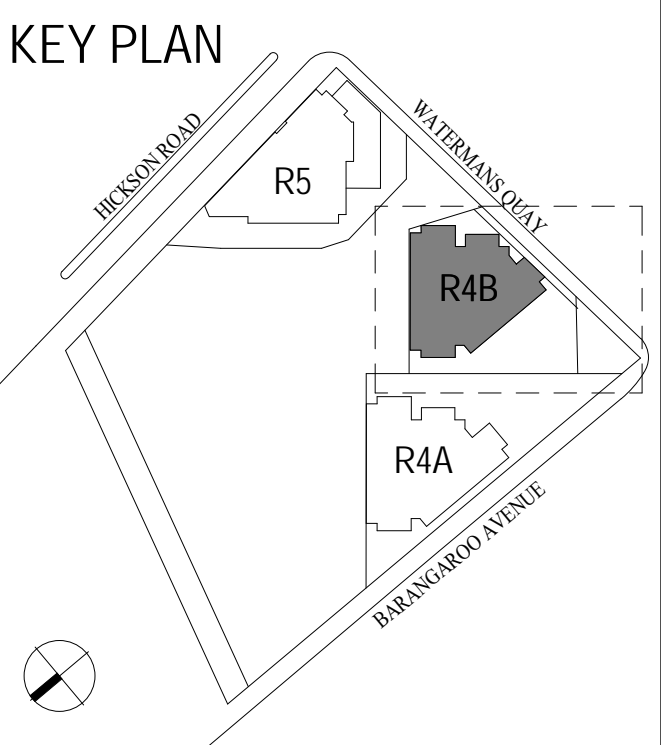 KEY PLAN
HICKSON ROAD
WATERMANS QUAY
R5
R4B
R4A
BARANGAROO AVENUE